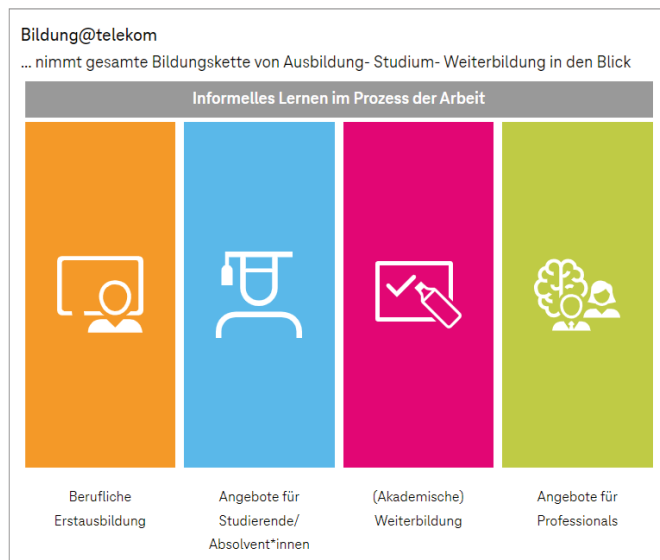 Bildung@telekom
... nimmt gesamte Bildungskette von Ausbildung- Studium- Weiterbildung in den Blick
Informelles Lernen im Prozess der Arbeit
Berufliche
Erstausbildung
Angebote für
Studierende/
Absolvent*innen
(Akademische)
Weiterbildung
Angebote für
Professionals